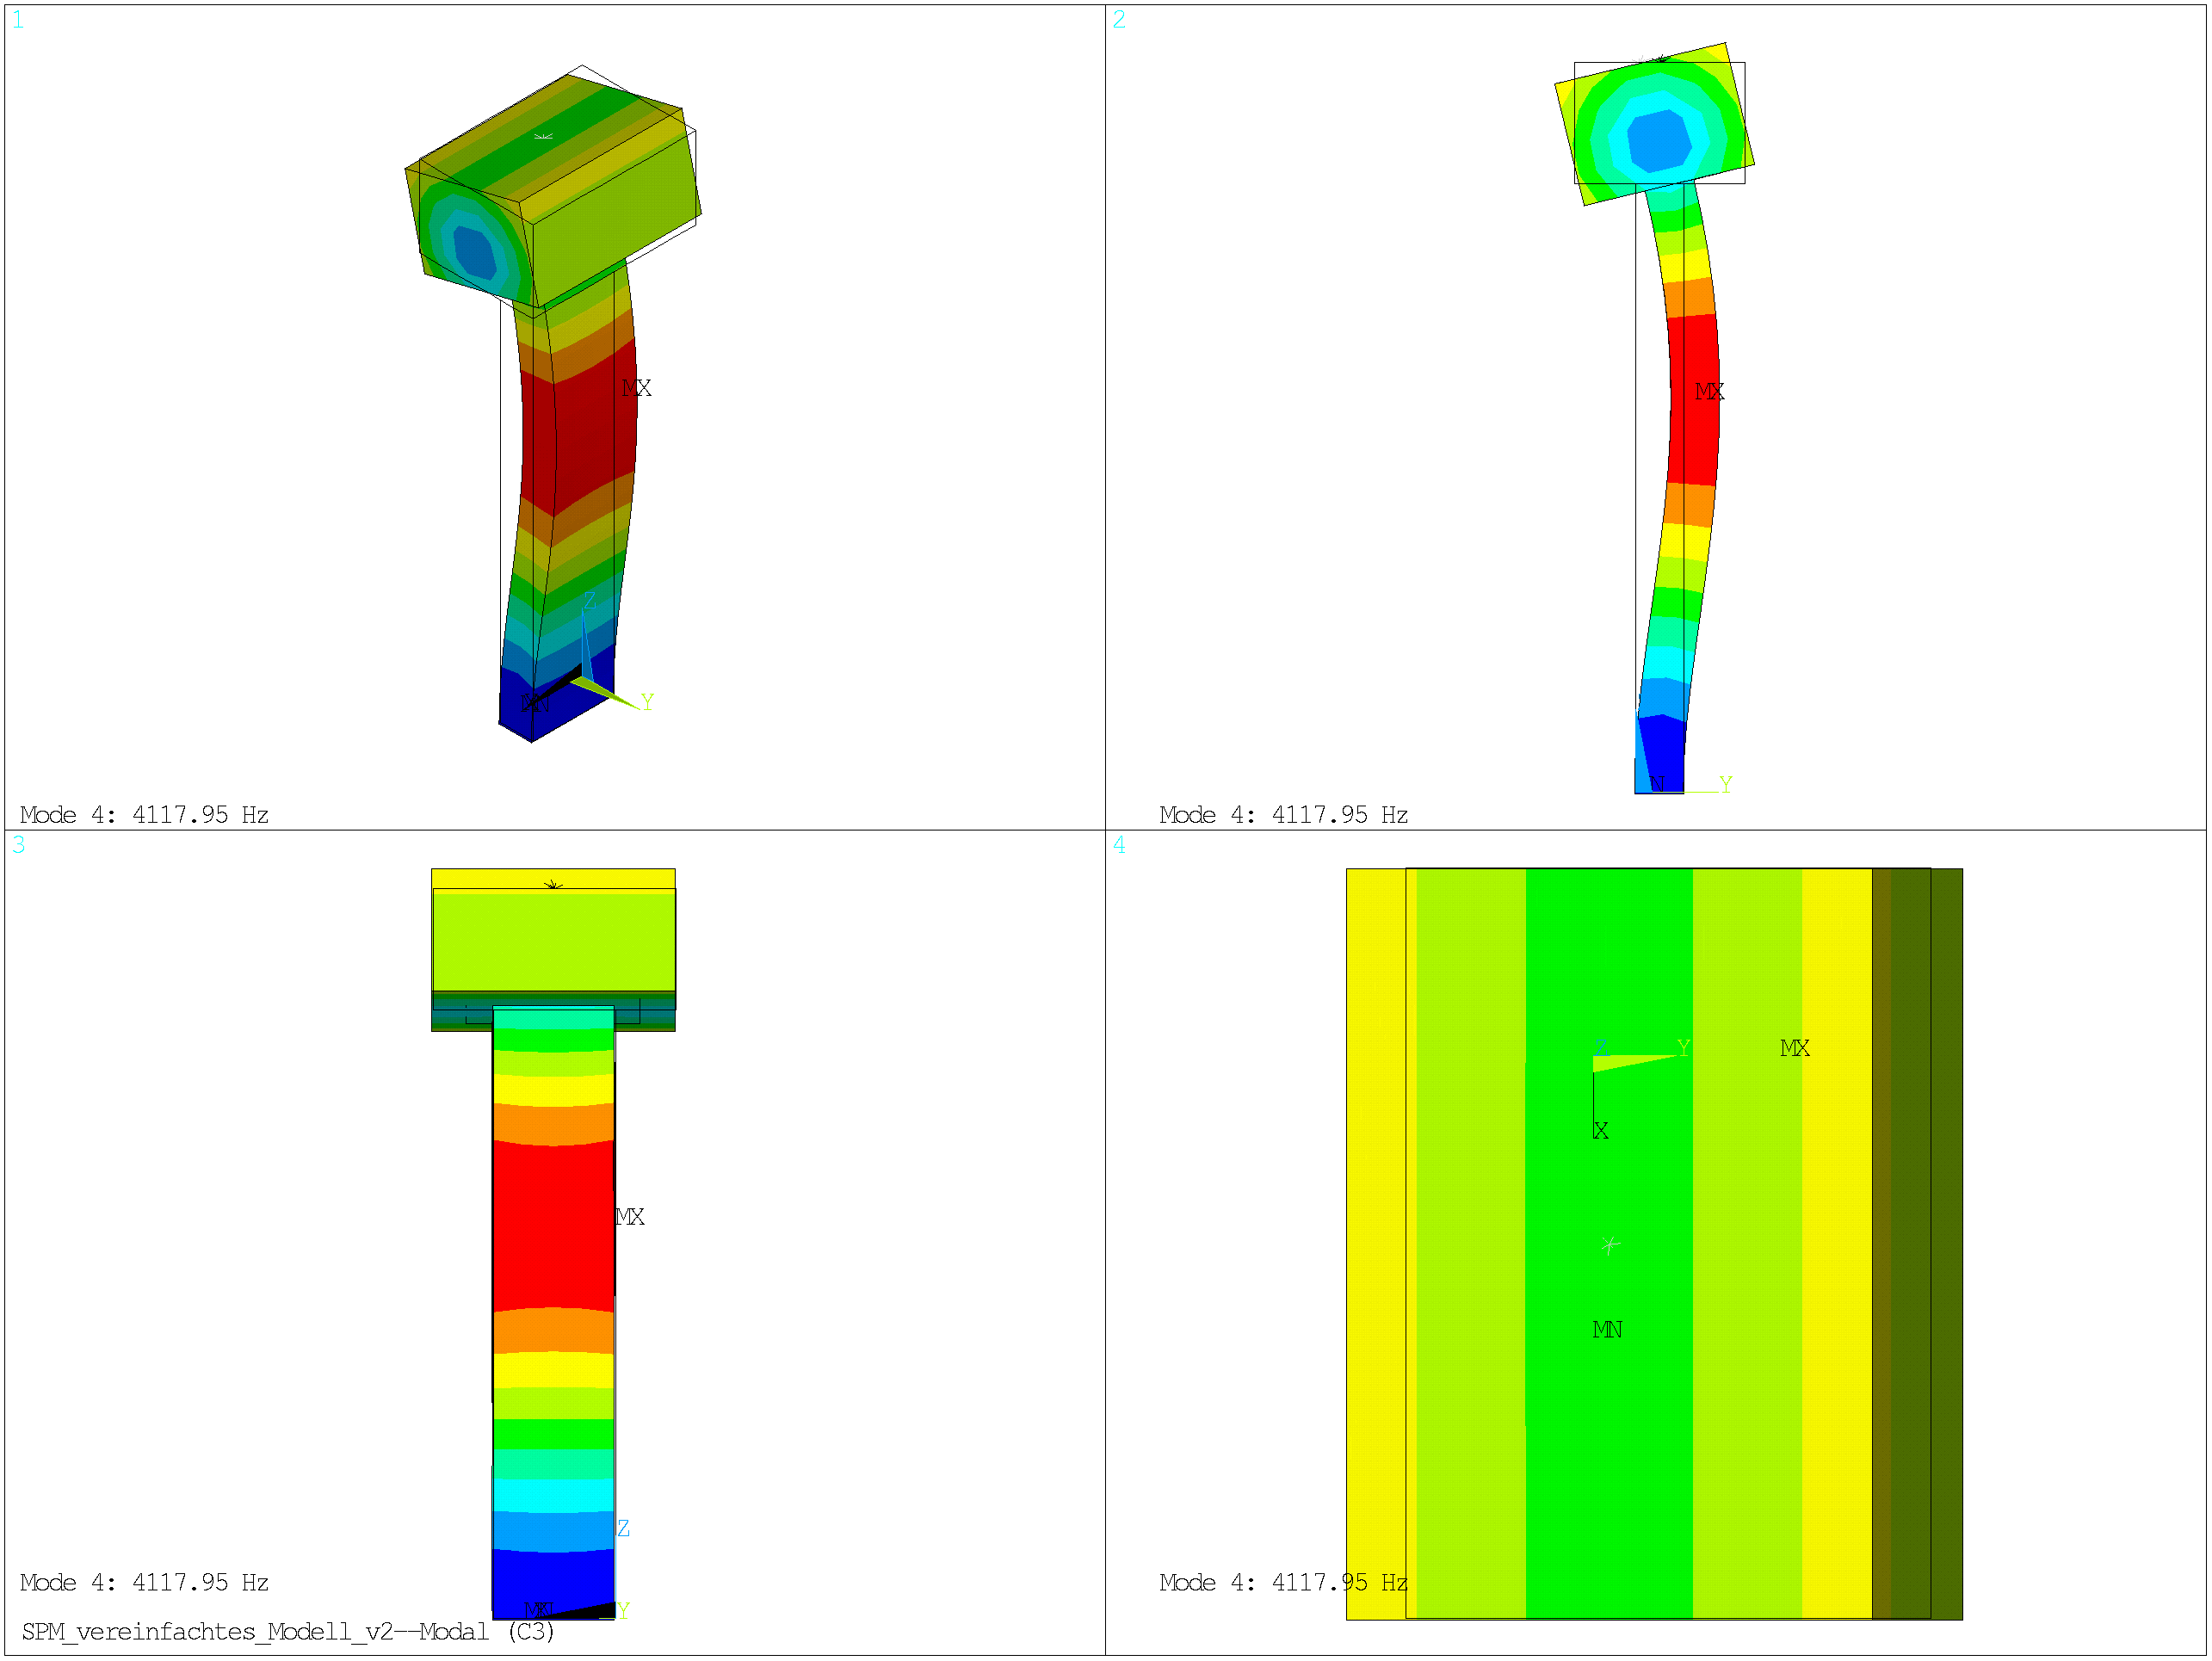 1
MX
Z
MN
Y
Mode 4: 4117.95 Hz
2
MX
Y
Mode 4: 4117.95 Hz
3
MX
Z
Y
Mode 4: 4117.95 Hz
SPM_vereinfachtes_Modell_v2--Modal (C3)
4
Z Y MX
X
MN
Mode 4: 4117.95 Hz